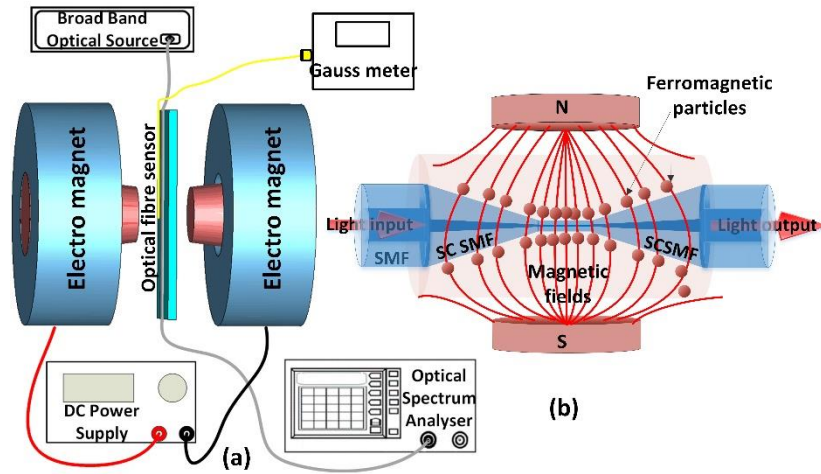 Broad Band
Optical Source
Gauss meter
Electro magnet
Optical fibre sensor
Electro magnet
DC Power
Supply
(a)
Optical
Spectrum
Analyser
Ferromagnetic
particles
N
Light input
SMF
SC SMF
SCSMF
Light output
Magnetic
fields
S
(b)